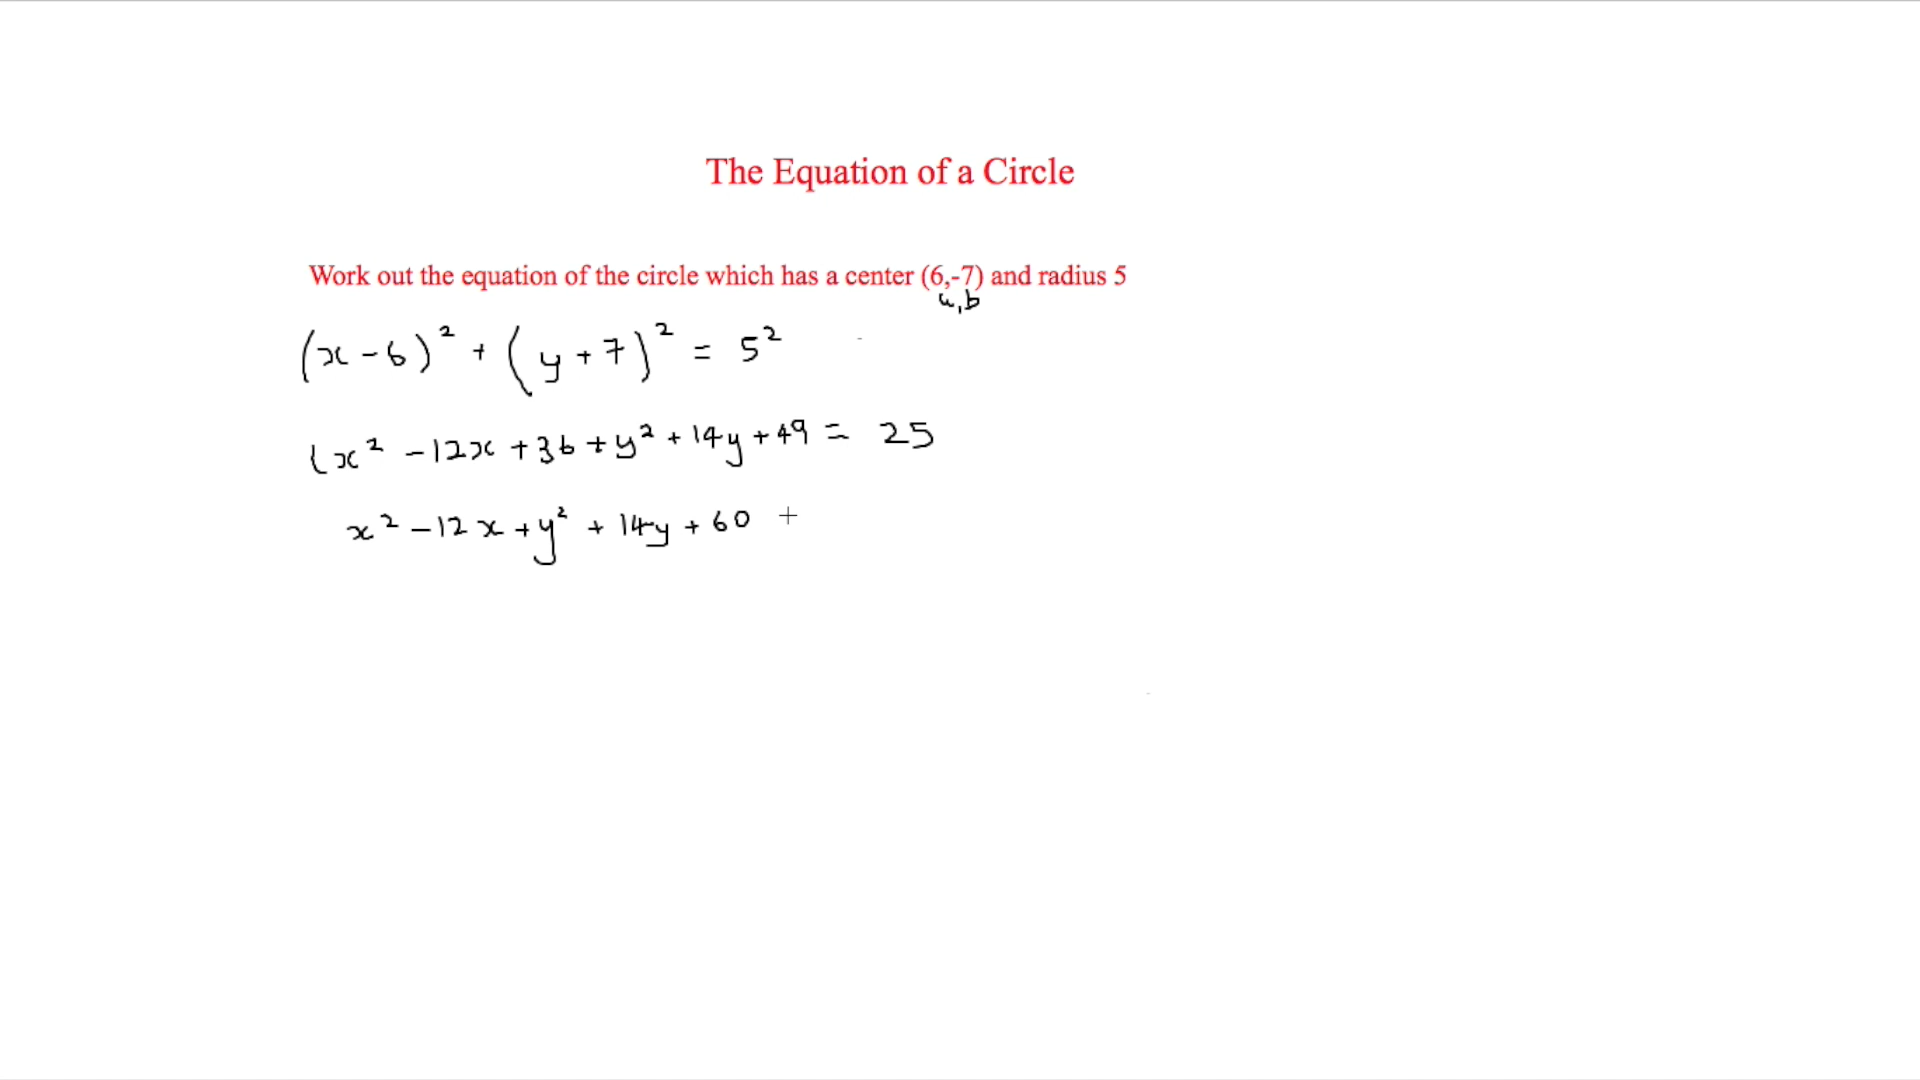 The Equation of a Circle
Work out the equation of the circle which has a center (6,-7) and radius 5
a,b
(x-6)² + (y+7)² = 5²
(x² -12x +36 + y² +14y +49 = 25
x² -12x + y² + 14y + 60